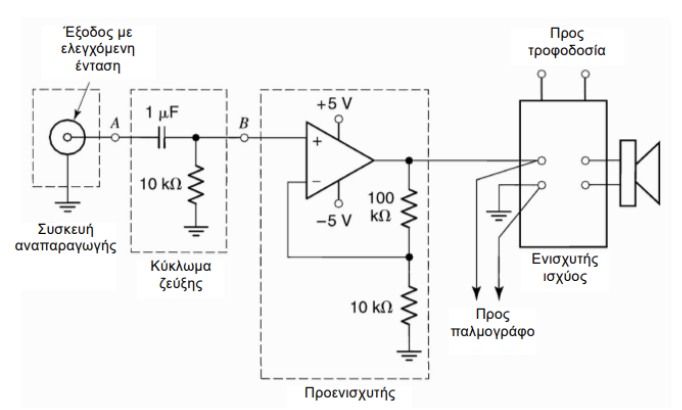 Έξοδος με
ελεγχόμενη
ένταση
Προς
τροφοδοσία
A
1 μF
B
+5 V
+
−
10 kΩ
−5 V
100
kΩ
10 kΩ
Συσκευή
αναπαραγωγής
Κύκλωμα
ζεύξης
Προενισχυτής
Ενισχυτής
ισχύος
Προς
παλμογράφο